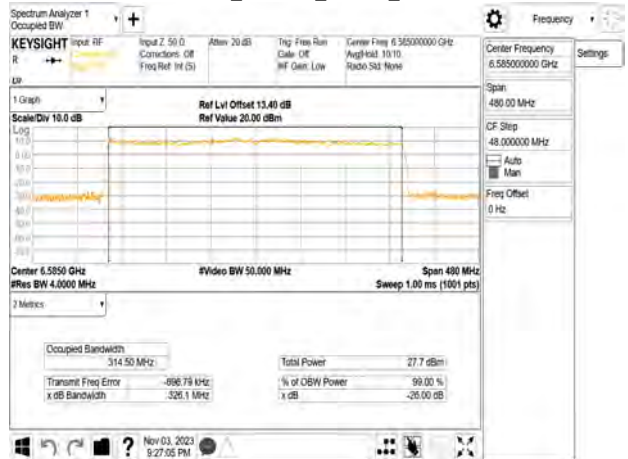 Spectrum Analyzer 1
Occupied BW
Frequency
KEYSIGHT Input: RF
R
Input Z: 50 Ω
Corrections: Off
Freq Ref: Int (S)
Atten: 20 dB
Trig: Free Run
Gate: Off
#IF Gain: Low
Center Freq: 6.585000000 GHz
Avg|Hold: 10/10
Radio Std: None
Center Frequency
6.585000000 GHz
Settings
Span
480.00 MHz
CF Step
48.000000 MHz
Auto
Man
Freq Offset
0 Hz
1 Graph
Ref Lvl Offset 13.40 dB
Scale/Div 10.0 dB
Ref Value 20.00 dBm
Log
Center 6.5850 GHz
#Video BW 50.000 MHz
Span 480 MHz
#Res BW 4.0000 MHz
Sweep 1.00 ms (1001 pts)
2 Metrics
Occupied Bandwidth
314.50 MHz
Total Power 27.7 dBm
Transmit Freq Error -696.79 kHz
% of OBW Power 99.00 %
x dB Bandwidth 326.1 MHz
x dB -26.00 dB
Nov 03, 2023
9:27:05 PM